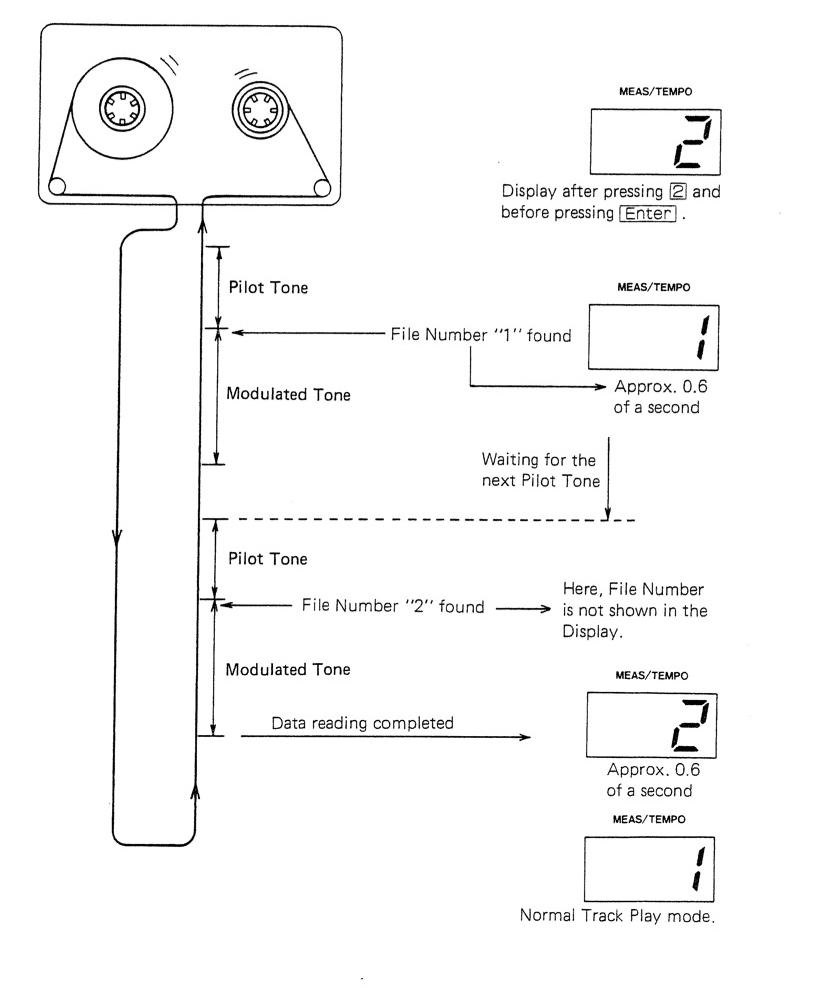 MEAS/TEMPO
2
Display after pressing 2 and
before pressing Enter .
Pilot Tone
MEAS/TEMPO
File Number "1" found
1
Modulated Tone
Approx. 0.6
of a second
Waiting for the
next Pilot Tone
Pilot Tone
File Number "2" found
Here, File Number
is not shown in the
Display.
Modulated Tone
MEAS/TEMPO
2
Data reading completed
Approx. 0.6
of a second
MEAS/TEMPO
1
Normal Track Play mode.